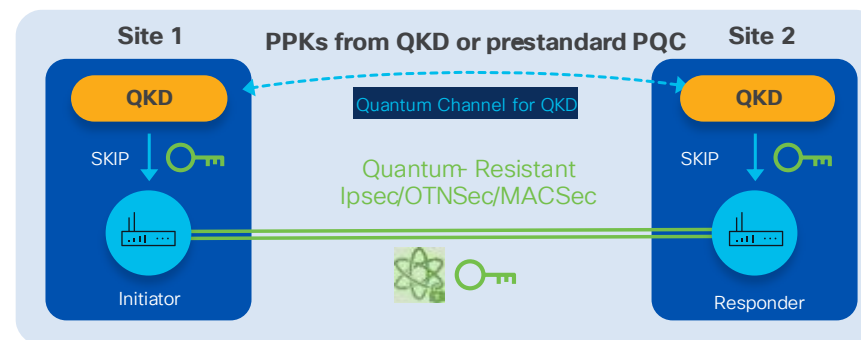 Site 1
PPKs from QKD or prestandard PQC
Site 2
QKD
QKD
Quantum Channel for QKD
SKIP
SKIP
Quantum- Resistant
Ipsec/OTNSec/MACSec
Initiator
Responder